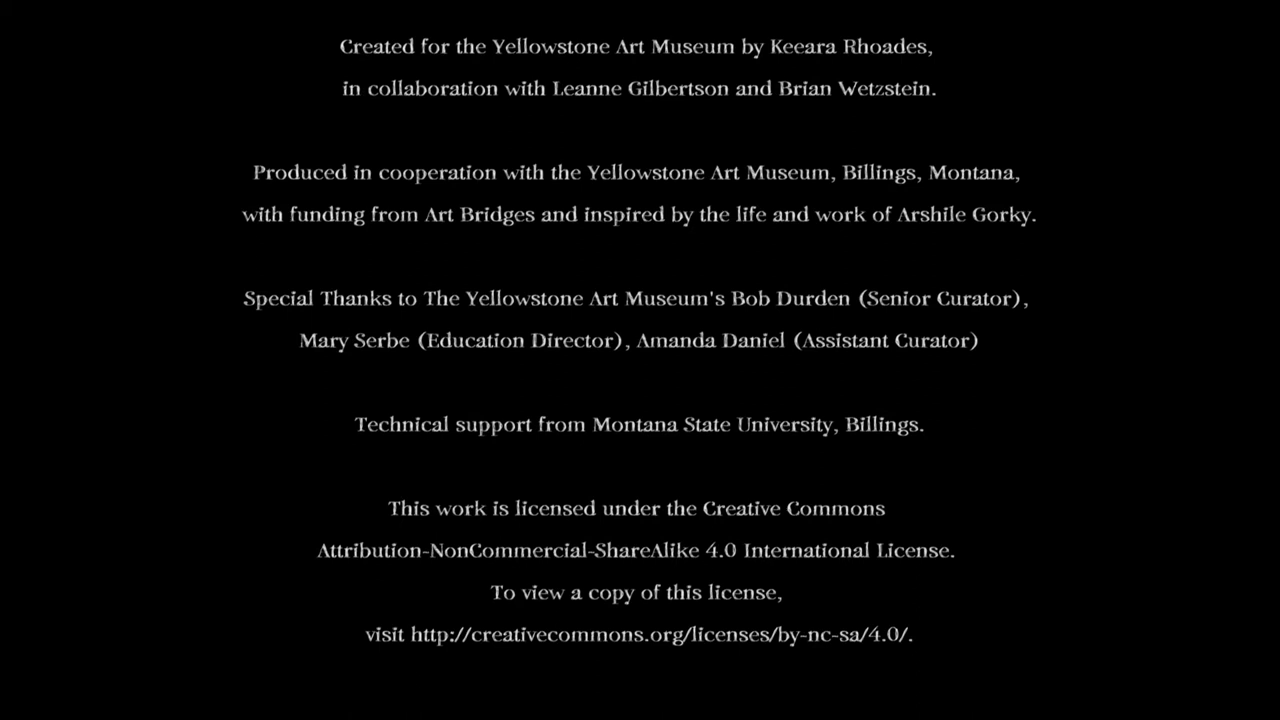 Created for the Yellowstone Art Museum by Keeara Rhoades,
in collaboration with Leanne Gilbertson and Brian Wetzstein.
Produced in cooperation with the Yellowstone Art Museum, Billings, Montana,
with funding from Art Bridges and inspired by the life and work of Arshile Gorky.
Special Thanks to The Yellowstone Art Museum's Bob Durden (Senior Curator),
Mary Serbe (Education Director), Amanda Daniel (Assistant Curator)
Technical support from Montana State University, Billings.
This work is licensed under the Creative Commons
Attribution-NonCommercial-ShareAlike 4.0 International License.
To view a copy of this license,
visit http://creativecommons.org/licenses/by-nc-sa/4.0/.